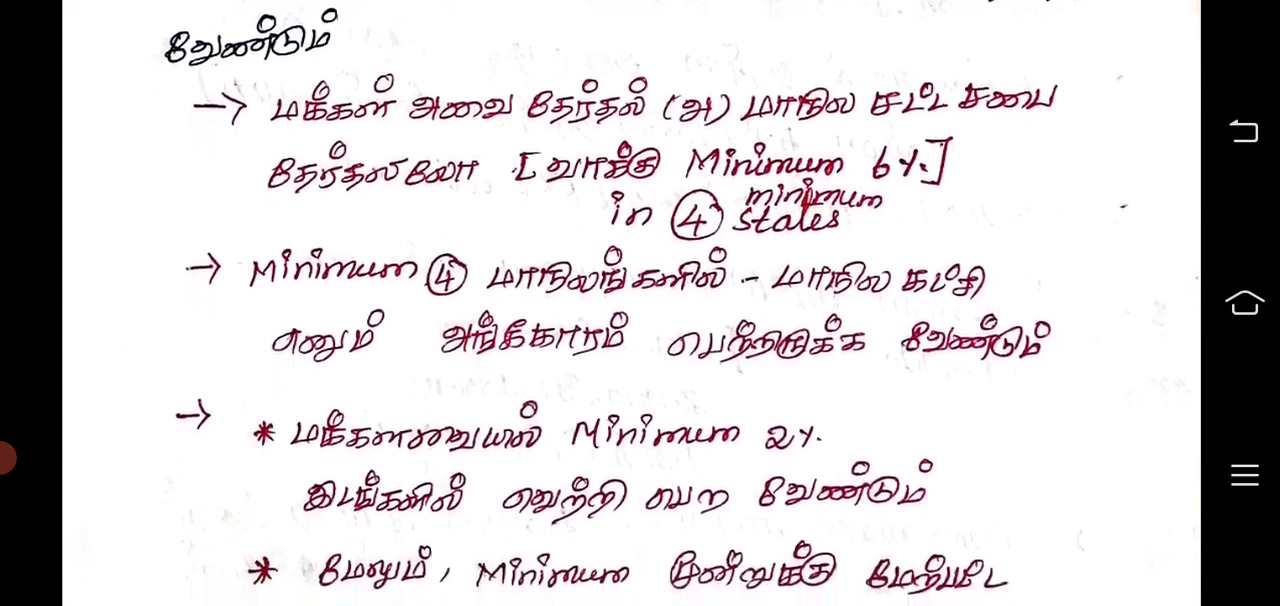 வேண்டும்
→ மக்கள் அவை தேர்தல் (அ) மாநில சட்ட சபை
தேர்தலிலோ [வாக்கு Minimum 6%.]
in ④ minimum states
→ Minimum ④ மாநிலங்களில் - மாநில கட்சி
எனும் அங்கீகாரம் பெற்றிருக்க வேண்டும்
→
* மக்களவையில் Minimum 2%.
இடங்களில் வெற்றி பெற வேண்டும்
* மேலும், Minimum மூன்றுக்கு மேற்பட்ட